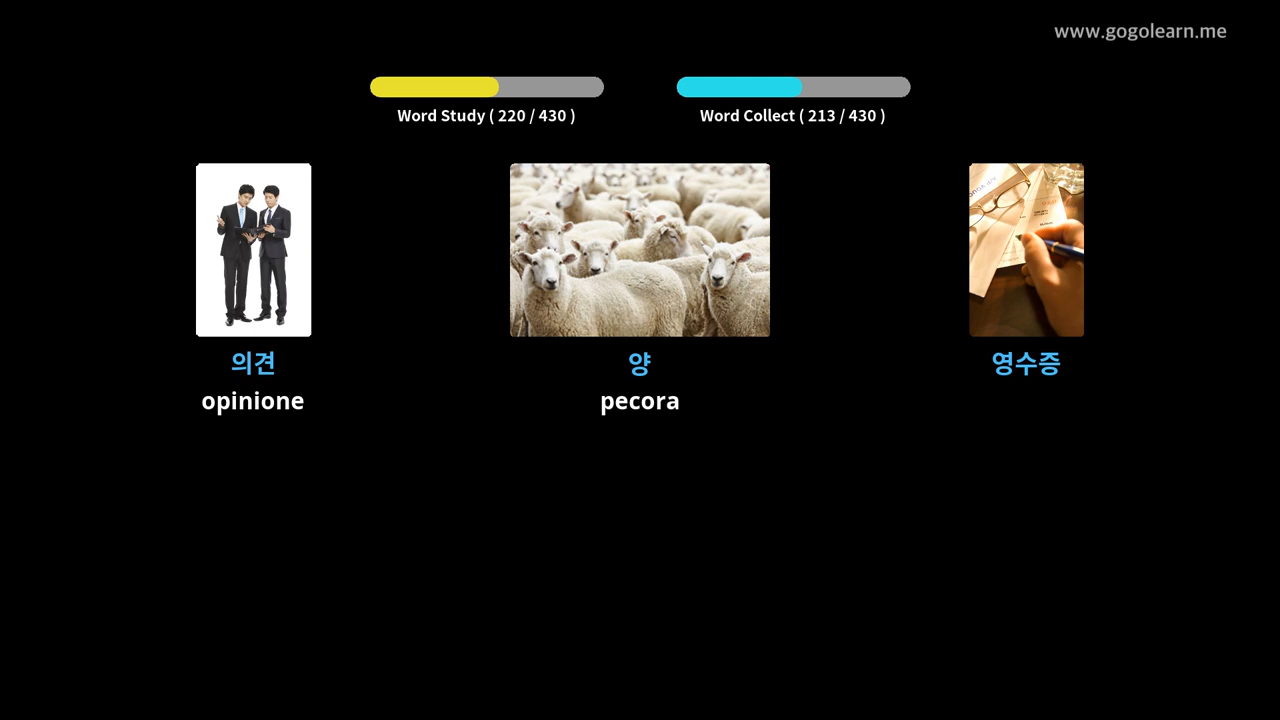 www.gogolearn.me
Word Study ( 220 / 430 )
Word Collect ( 213 / 430 )
의견
opinione
양
pecora
영수증